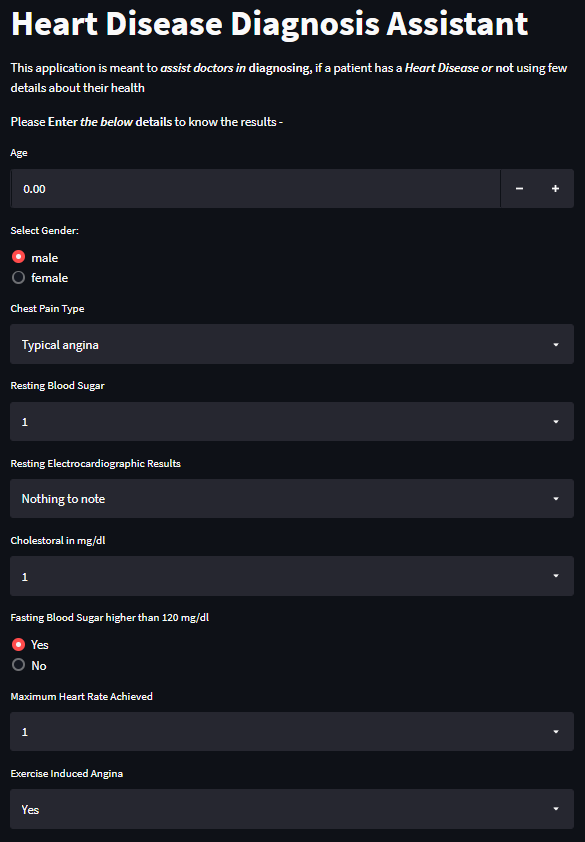 Heart Disease Diagnosis Assistant
This application is meant to assist doctors in diagnosing, if a patient has a Heart Disease or not using few
details about their health
Please Enter the below details to know the results -
Age
0.00
Select Gender:
male
female
Chest Pain Type
Typical angina
Resting Blood Sugar
1
Resting Electrocardiographic Results
Nothing to note
Cholestoral in mg/dl
1
Fasting Blood Sugar higher than 120 mg/dl
Yes
No
Maximum Heart Rate Achieved
1
Exercise Induced Angina
Yes